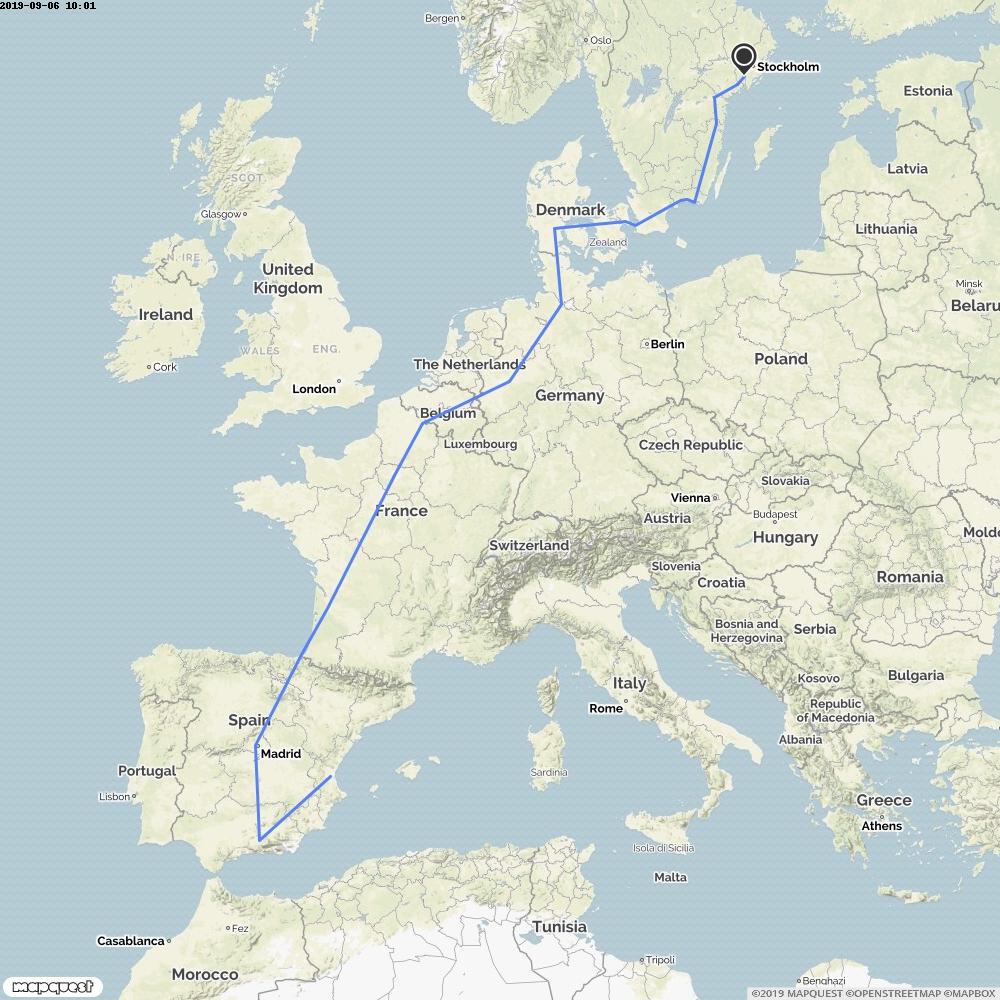 2019-09-06 10:01
Bergen
Oslo
Stockholm
Estonia
SCOT
Latvia
Glasgow
Denmark
Lithuania
Zealand
N. IRE.
United
Kingdom
Minsk
Belaru
Ireland
WALES
ENG.
Berlin
Poland
Cork
The Netherlands
London
Germany
Belgium
Luxembourg
Czech Republic
Slovakia
Vienna
France
Austria
Budapest
Hungary
Moldo
Switzerland
Slovenia
Croatia
Romania
Bosnia and
Herzegovina
Serbia
Bulgaria
Kosovo
Italy
Republic
of Macedonia
Rome
Spain
Albania
Madrid
Portugal
Sardinia
Lisbon
Greece
Athens
Isola di Sicilia
Malta
Tunisia
Fez
Casablanca
Morocco
Tripoli
Benghazi
mapquest
©2019 MAPQUEST ©OPENSTREETMAP ©MAPBOX